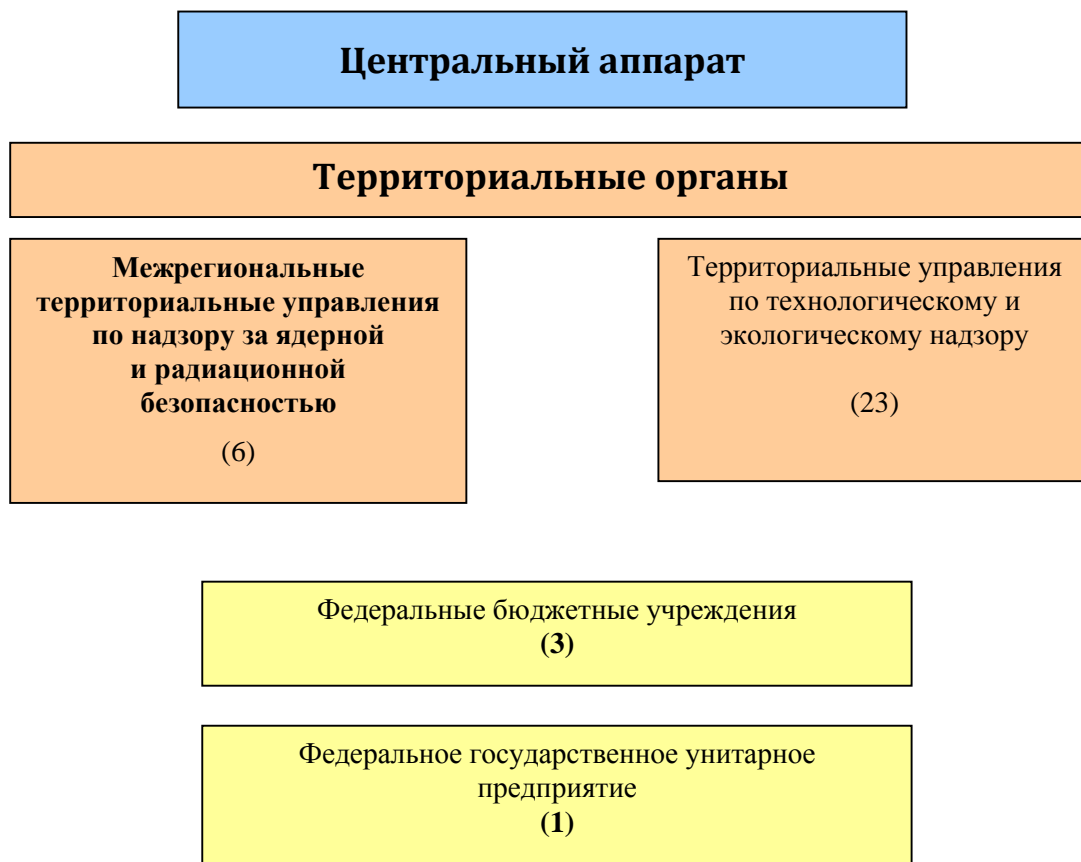 Центральный аппарат
Территориальные органы
Межрегиональные
территориальные управления
по надзору за ядерной
и радиационной
безопасностью
(6)
Территориальные управления
по технологическому и
экологическому надзору
(23)
Федеральные бюджетные учреждения
(3)
Федеральное государственное унитарное
предприятие
(1)